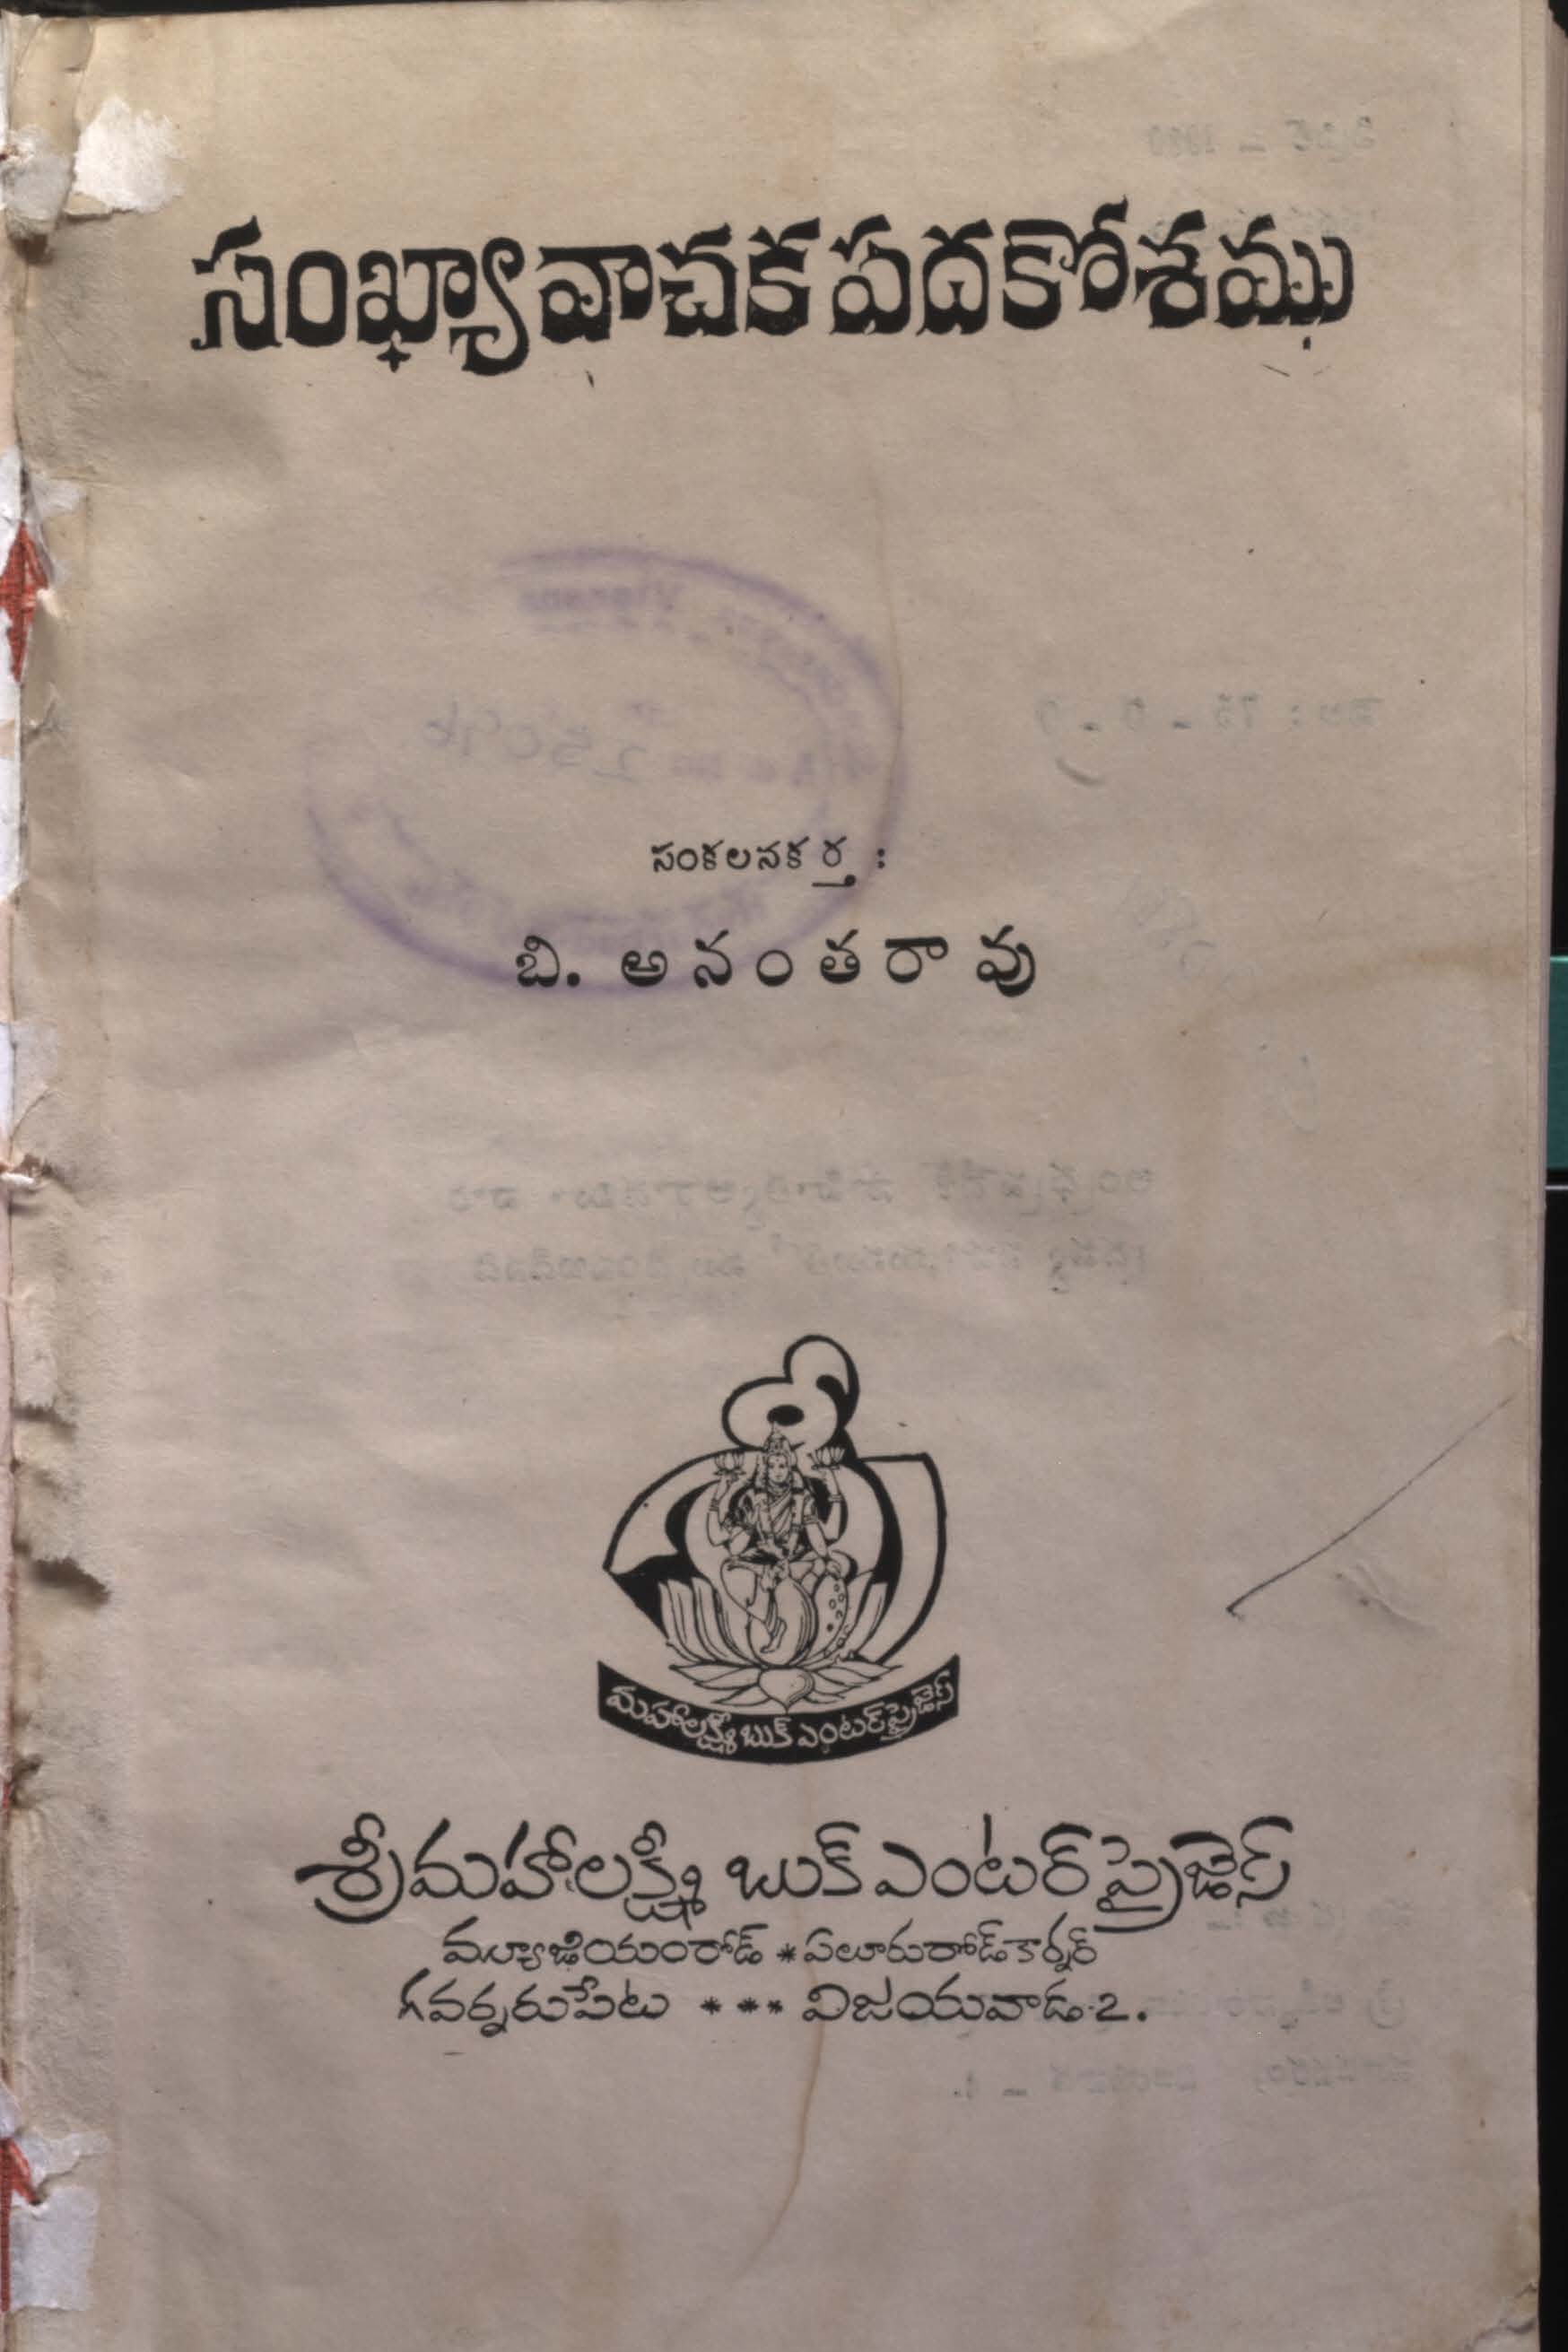 సంఖ్యావాచక పదకోశము
సంకలనకర్త :
బి. అనంతరావు
మహాలక్ష్మీ బుక్ ఎంటర్‌ప్రైజెస్
శ్రీ మహాలక్ష్మీ బుక్ ఎంటర్‌ప్రైజెస్
మ్యూజియంరోడ్ * ఏలూరురోడ్ కార్నర్
గవర్నరుపేట * * * విజయవాడ-2.